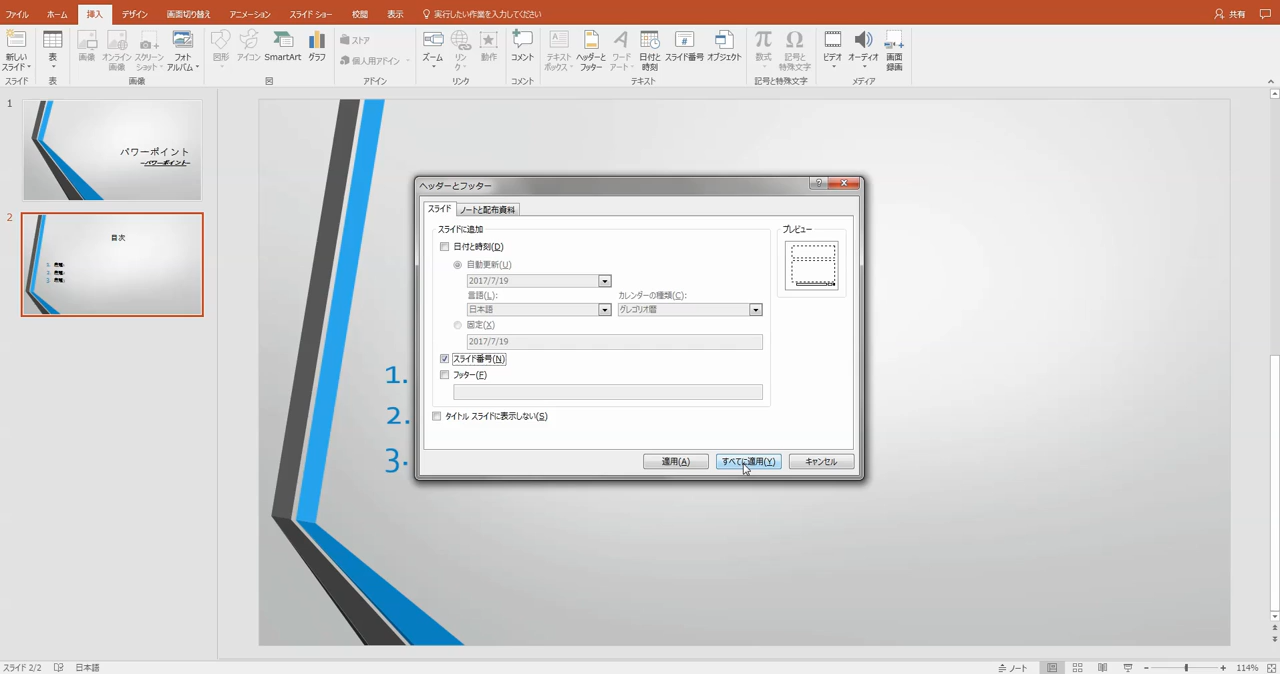 ファイル ホーム 挿入 デザイン 画面切り替え アニメーション スライド ショー 校閲 表示 実行したい作業を入力してください 共有
新しい スライド 表 画像 オンライン 画像 スクリーン ショット フォト アルバム 図形 アイコン SmartArt グラフ ストア 個人用アドイン ズーム リンク 動作 コメント テキスト ボックス ヘッダーと フッター ワード アート 日付と 時刻 スライド番号 オブジェクト 数式 記号と 特殊文字 ビデオ オーディオ 画面 録画
スライド 表 画像 図 アドイン リンク コメント テキスト 記号と特殊文字 メディア
1
パワーポイント
パワーポイント
2
目次
1.
2.
3.
1.
2.
3.
ヘッダーとフッター
スライド ノートと配布資料
スライドに追加
日付と時刻(D)
自動更新(U)
2017/7/19
言語(L): カレンダーの種類(C):
日本語 グレゴリオ暦
固定(X)
2017/7/19
スライド番号(N)
フッター(F)
タイトル スライドに表示しない(S)
プレビュー
適用(A) すべてに適用(Y) キャンセル
スライド 2/2 日本語 ノート 114%